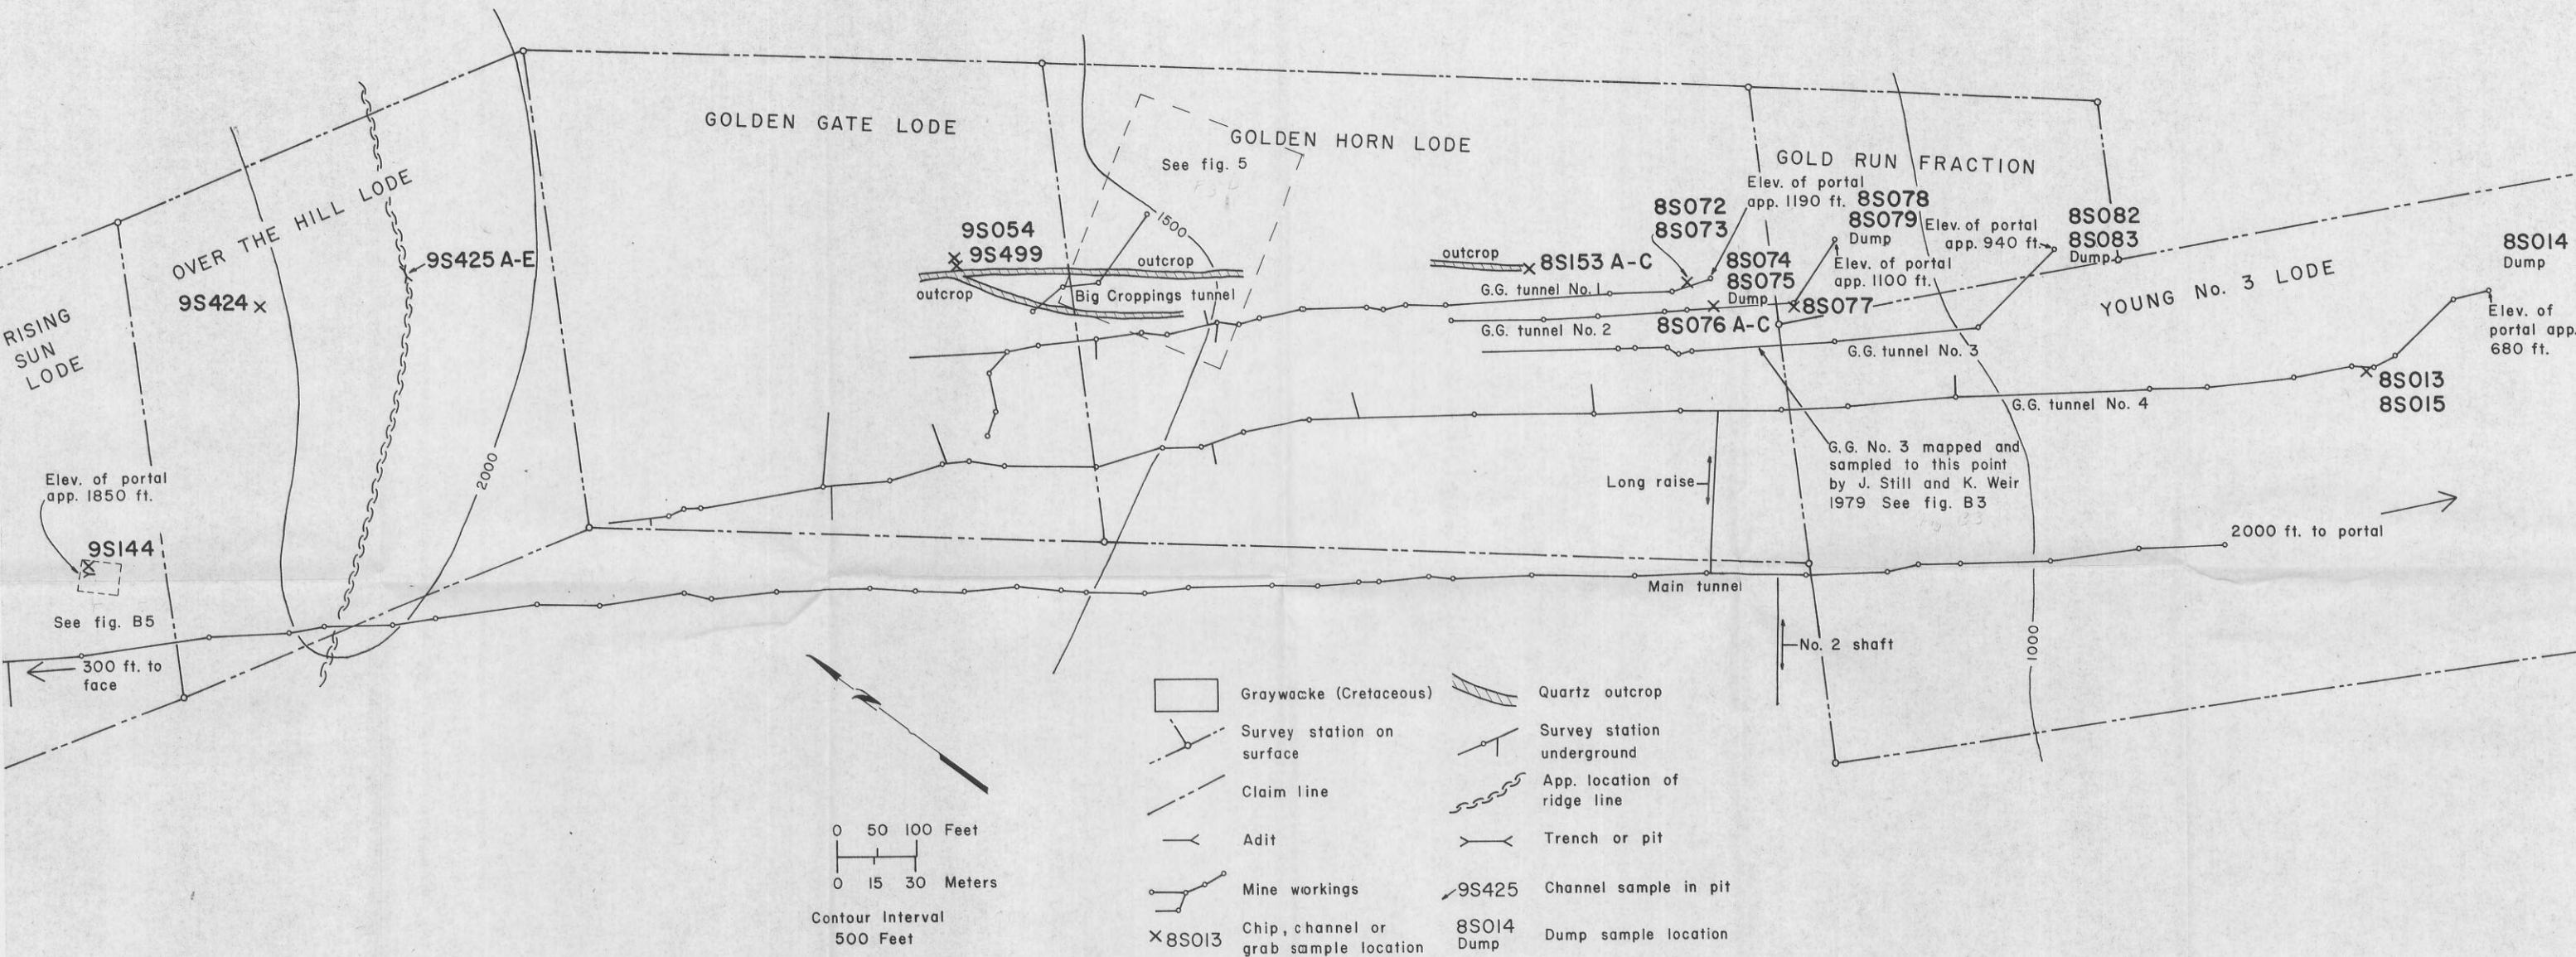 GOLDEN GATE LODE
GOLDEN HORN LODE
See fig. 5
GOLD RUN FRACTION
Elev. of portal
app. 1190 ft.
8S072
8S073
8S078
8S079
Dump
Elev. of portal
app. 940 ft.
8S082
8S083
Dump
8S014
Dump
OVER THE HILL LODE
9S425 A-E
9S424
9S054
9S499
1500
outcrop
outcrop
Big Croppings tunnel
outcrop
8S153 A-C
G.G. tunnel No. 1
8S074
8S075
Dump
Elev. of portal
app. 1100 ft.
8S077
G.G. tunnel No. 2
8S076 A-C
G.G. tunnel No. 3
YOUNG No. 3 LODE
Elev. of
portal app.
680 ft.
RISING
SUN
LODE
8S013
8S015
G.G. tunnel No. 4
G.G. No. 3 mapped and
sampled to this point
by J. Still and K. Weir
1979 See fig. B3
Long raise
2000
Elev. of portal
app. 1850 ft.
9S144
See fig. B5
2000 ft. to portal
Main tunnel
No. 2 shaft
1000
300 ft. to
face
Graywacke (Cretaceous)
Quartz outcrop
Survey station on
surface
Survey station
underground
Claim line
App. location of
ridge line
Adit
Trench or pit
Mine workings
9S425
Channel sample in pit
8S013
Chip, channel or
grab sample location
8S014
Dump
Dump sample location
0 50 100 Feet
0 15 30 Meters
Contour Interval
500 Feet